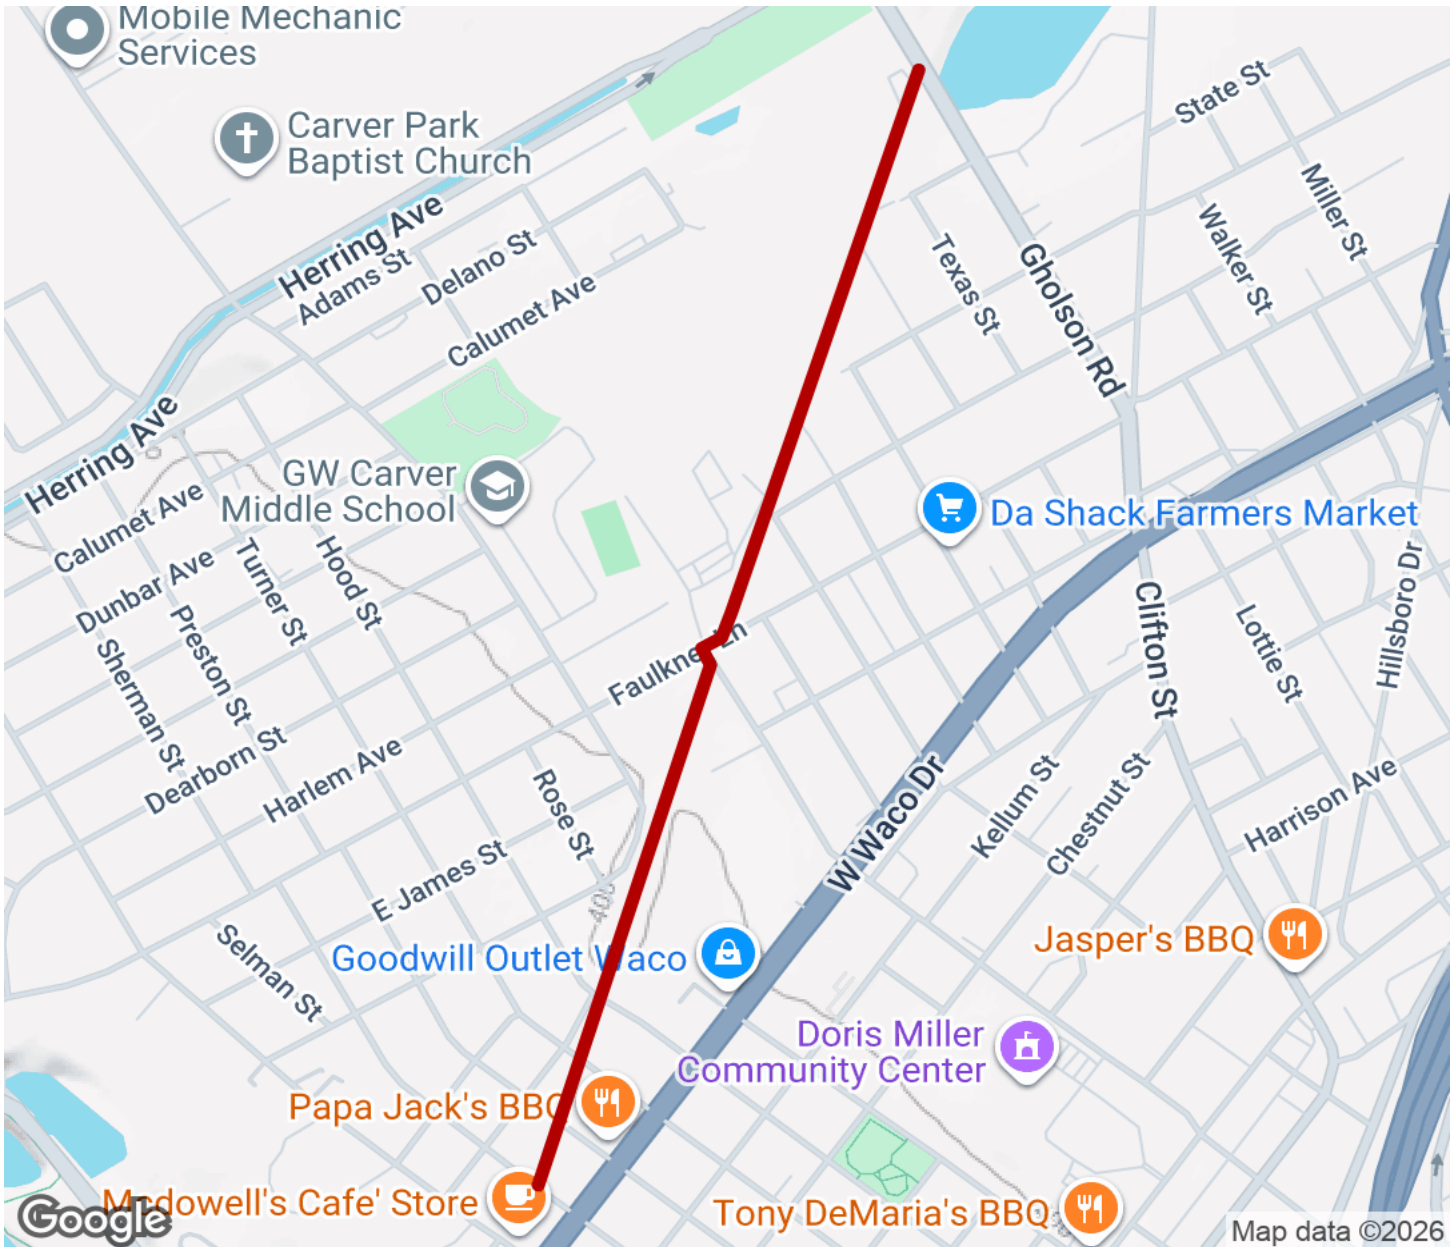 Mobile Mechanic
Services
Carver Park
Baptist Church
State St
Miller St
Walker St
Herring Ave
Adams St
Delano St
Calumet Ave
Texas St
Gholson Rd
Herring Ave
GW Carver
Middle School
Da Shack Farmers Market
Calumet Ave
Dunbar Ave
Turner St
Hood St
Preston St
Sherman St
Faulkner Ln
Clifton St
Lottie St
Hillsboro Dr
Dearborn St
Harlem Ave
Rose St
W Waco Dr
Kellum St
Chestnut St
Harrison Ave
E James St
400
Selman St
Goodwill Outlet Waco
Jasper's BBQ
Doris Miller
Community Center
Papa Jack's BBQ
Mcdowell's Cafe' Store
Tony DeMaria's BBQ
Google
Map data ©2026